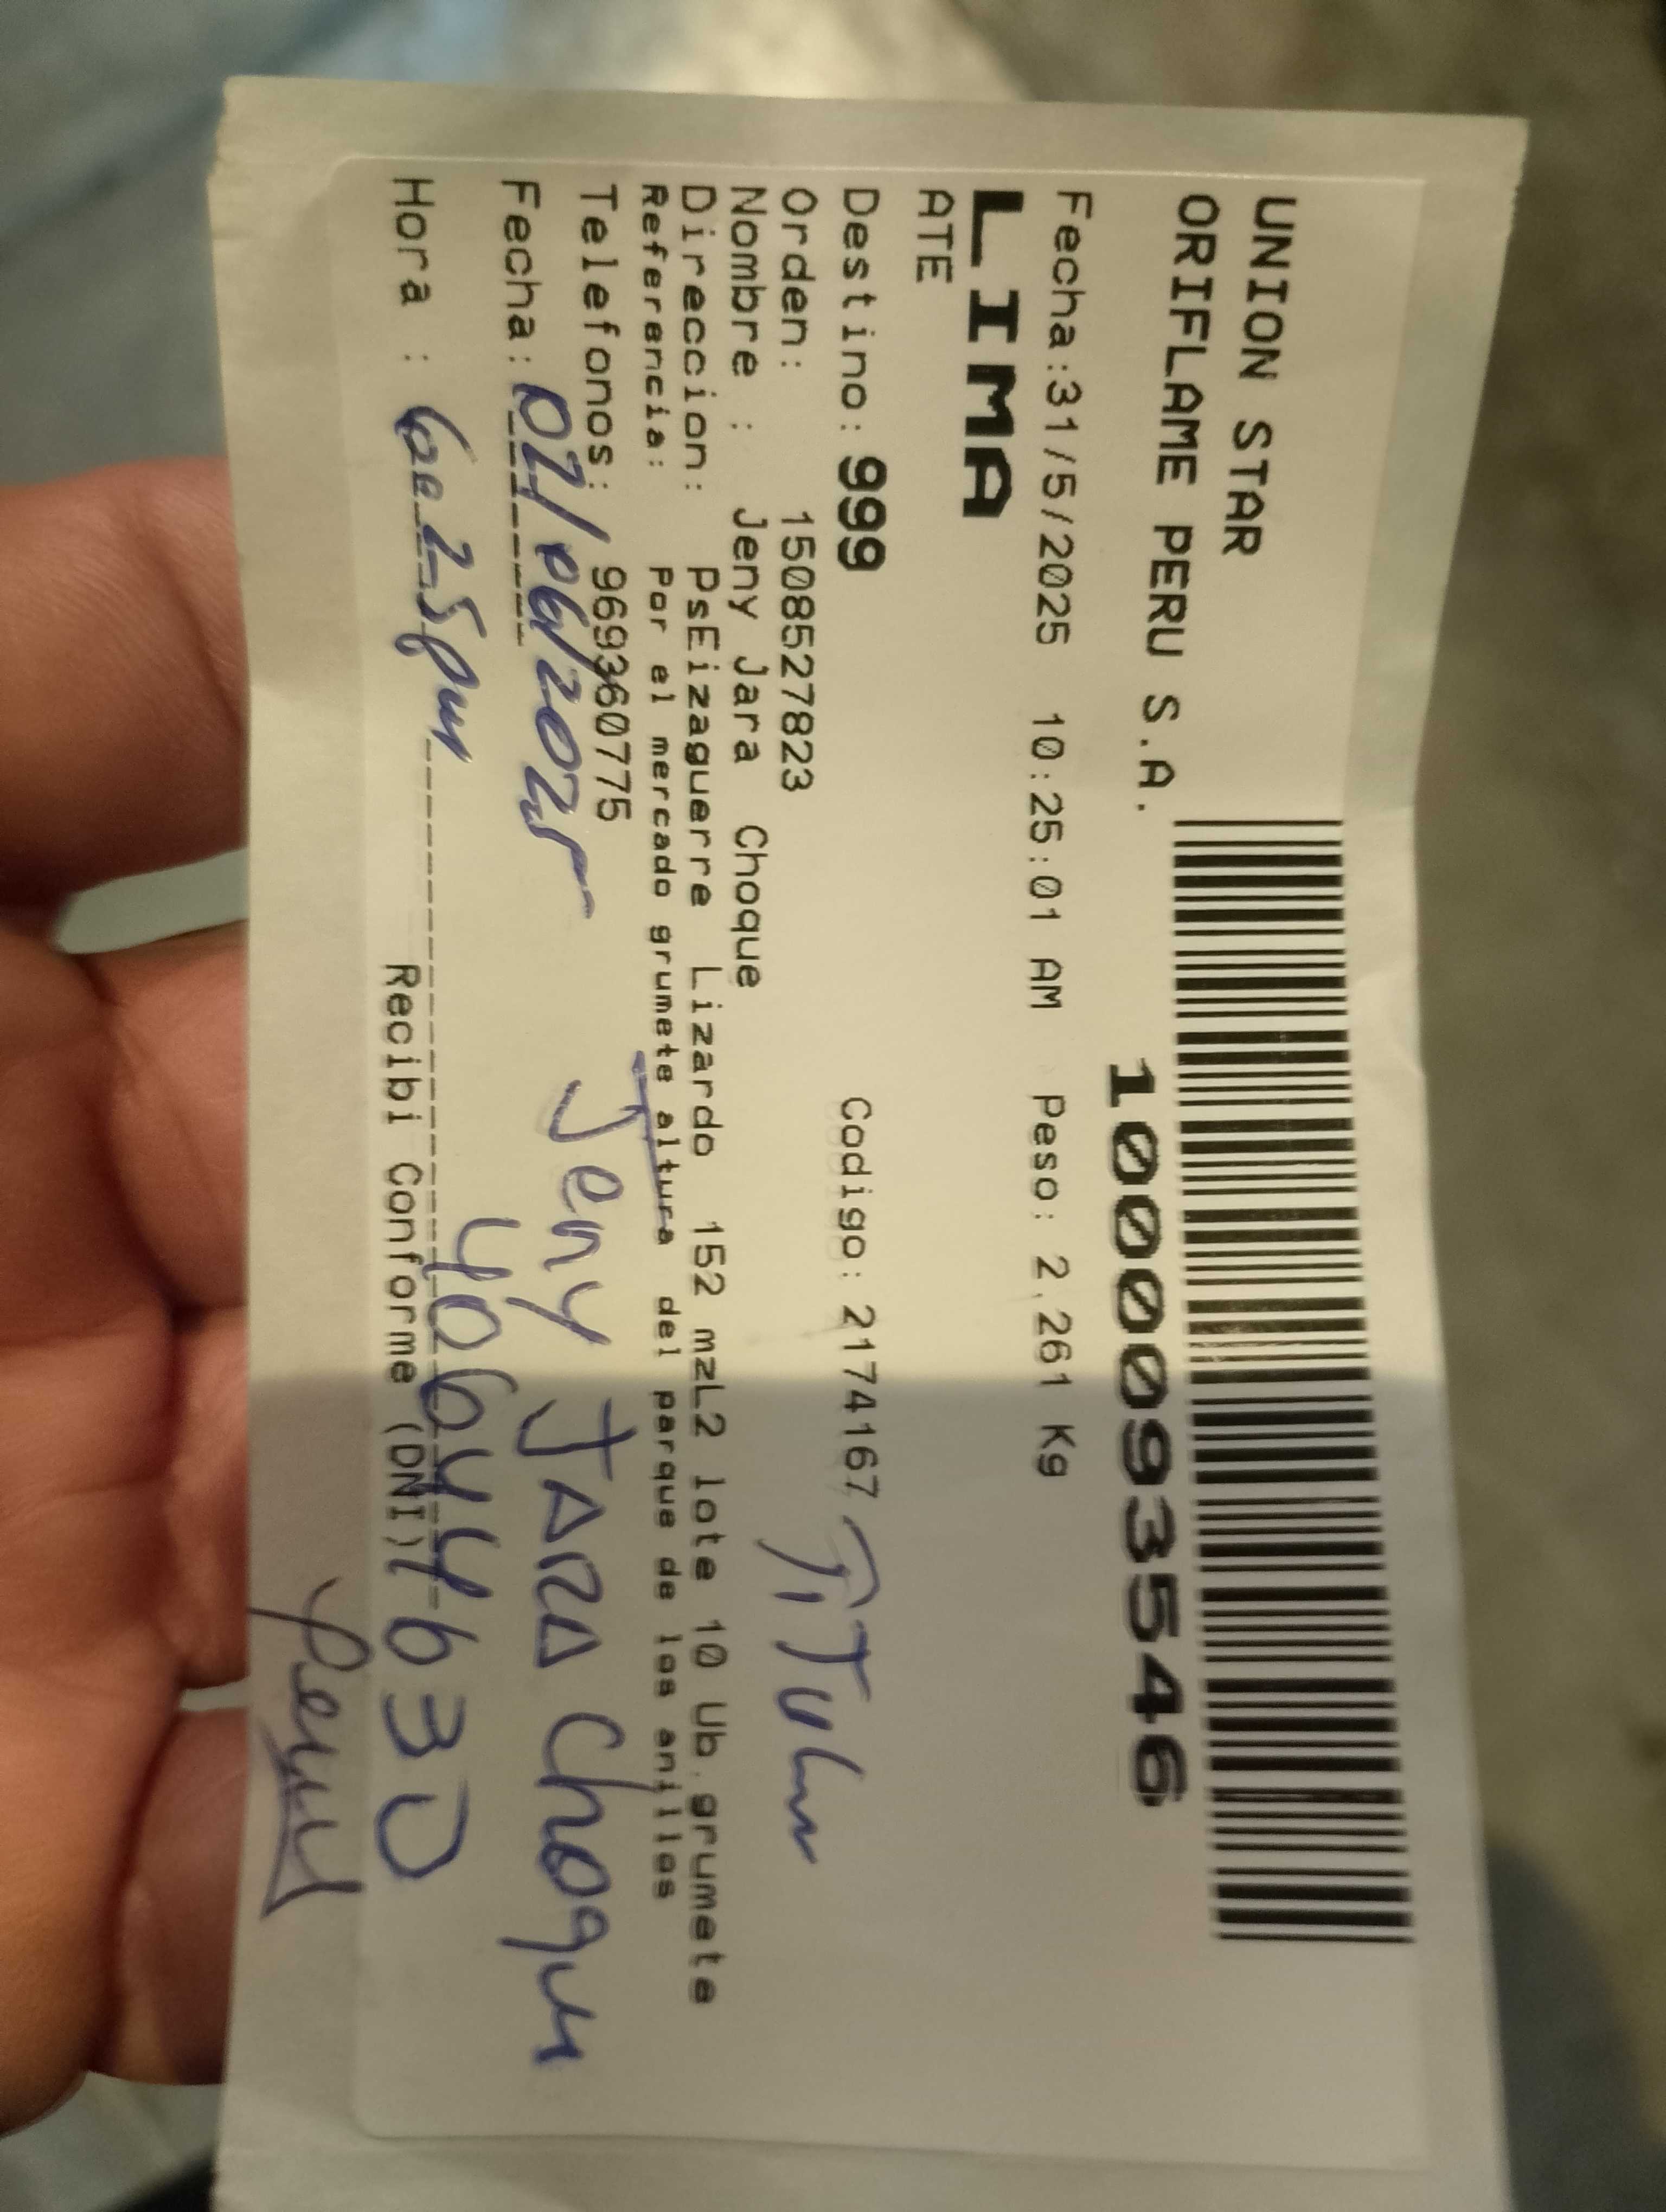 UNION STAR
ORIFLAME PERU S.A.
10000935546
Fecha:31/5/2025 10:25:01 AM Peso: 2,261 Kg
LIMA
ATE
Destino: 999 Codigo: 2174167
Orden: 1508527823
Titular
Nombre : Jeny Jara Choque
Direccion: PsEizaguerre Lizardo 152 mzL2 lote 10 Ub.grumete
Referencia: Por el mercado grumete altura del parque de los anillos
Telefonos: 969360775
Jeny JARA Choque
Fecha: 02/06/2025
40644630
Hora : 6:25pm
Recibi Conforme (DNI)